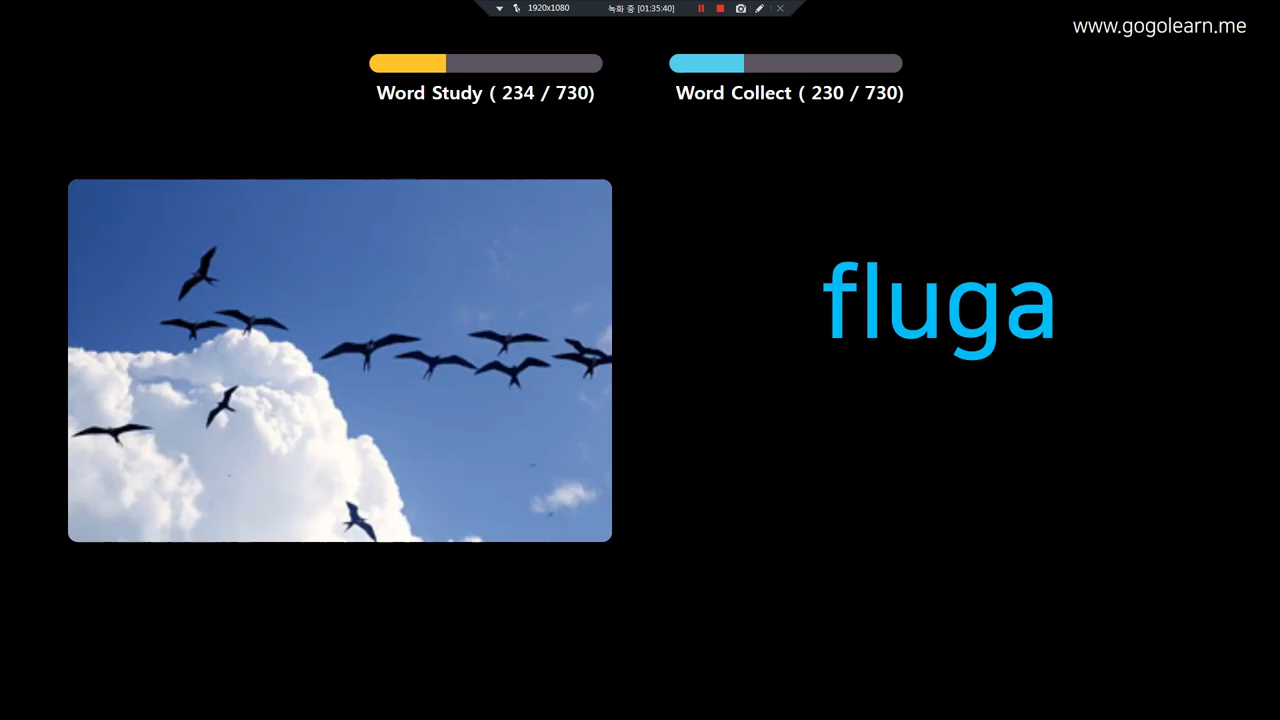 1920x1080 녹화 중 [01:35:40]
www.gogolearn.me
Word Study ( 234 / 730) Word Collect ( 230 / 730)
fluga